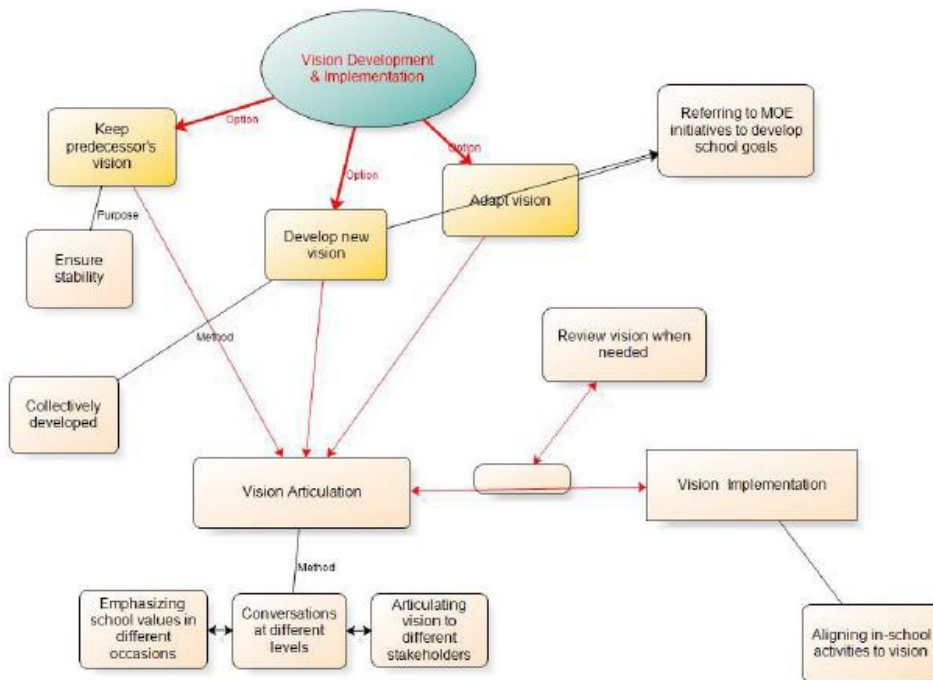 Vision Development
& Implementation
Option
Option
Option
Keep
predecessor's
vision
Referring to MOE
initiatives to develop
school goals
Adapt vision
Purpose
Develop new
vision
Ensure
stability
Method
Review vision when
needed
Collectively
developed
Vision Articulation
Vision Implementation
Method
Emphasizing
school values in
different
occasions
Conversations
at different
levels
Articulating
vision to
different
stakeholders
Aligning in-school
activities to vision